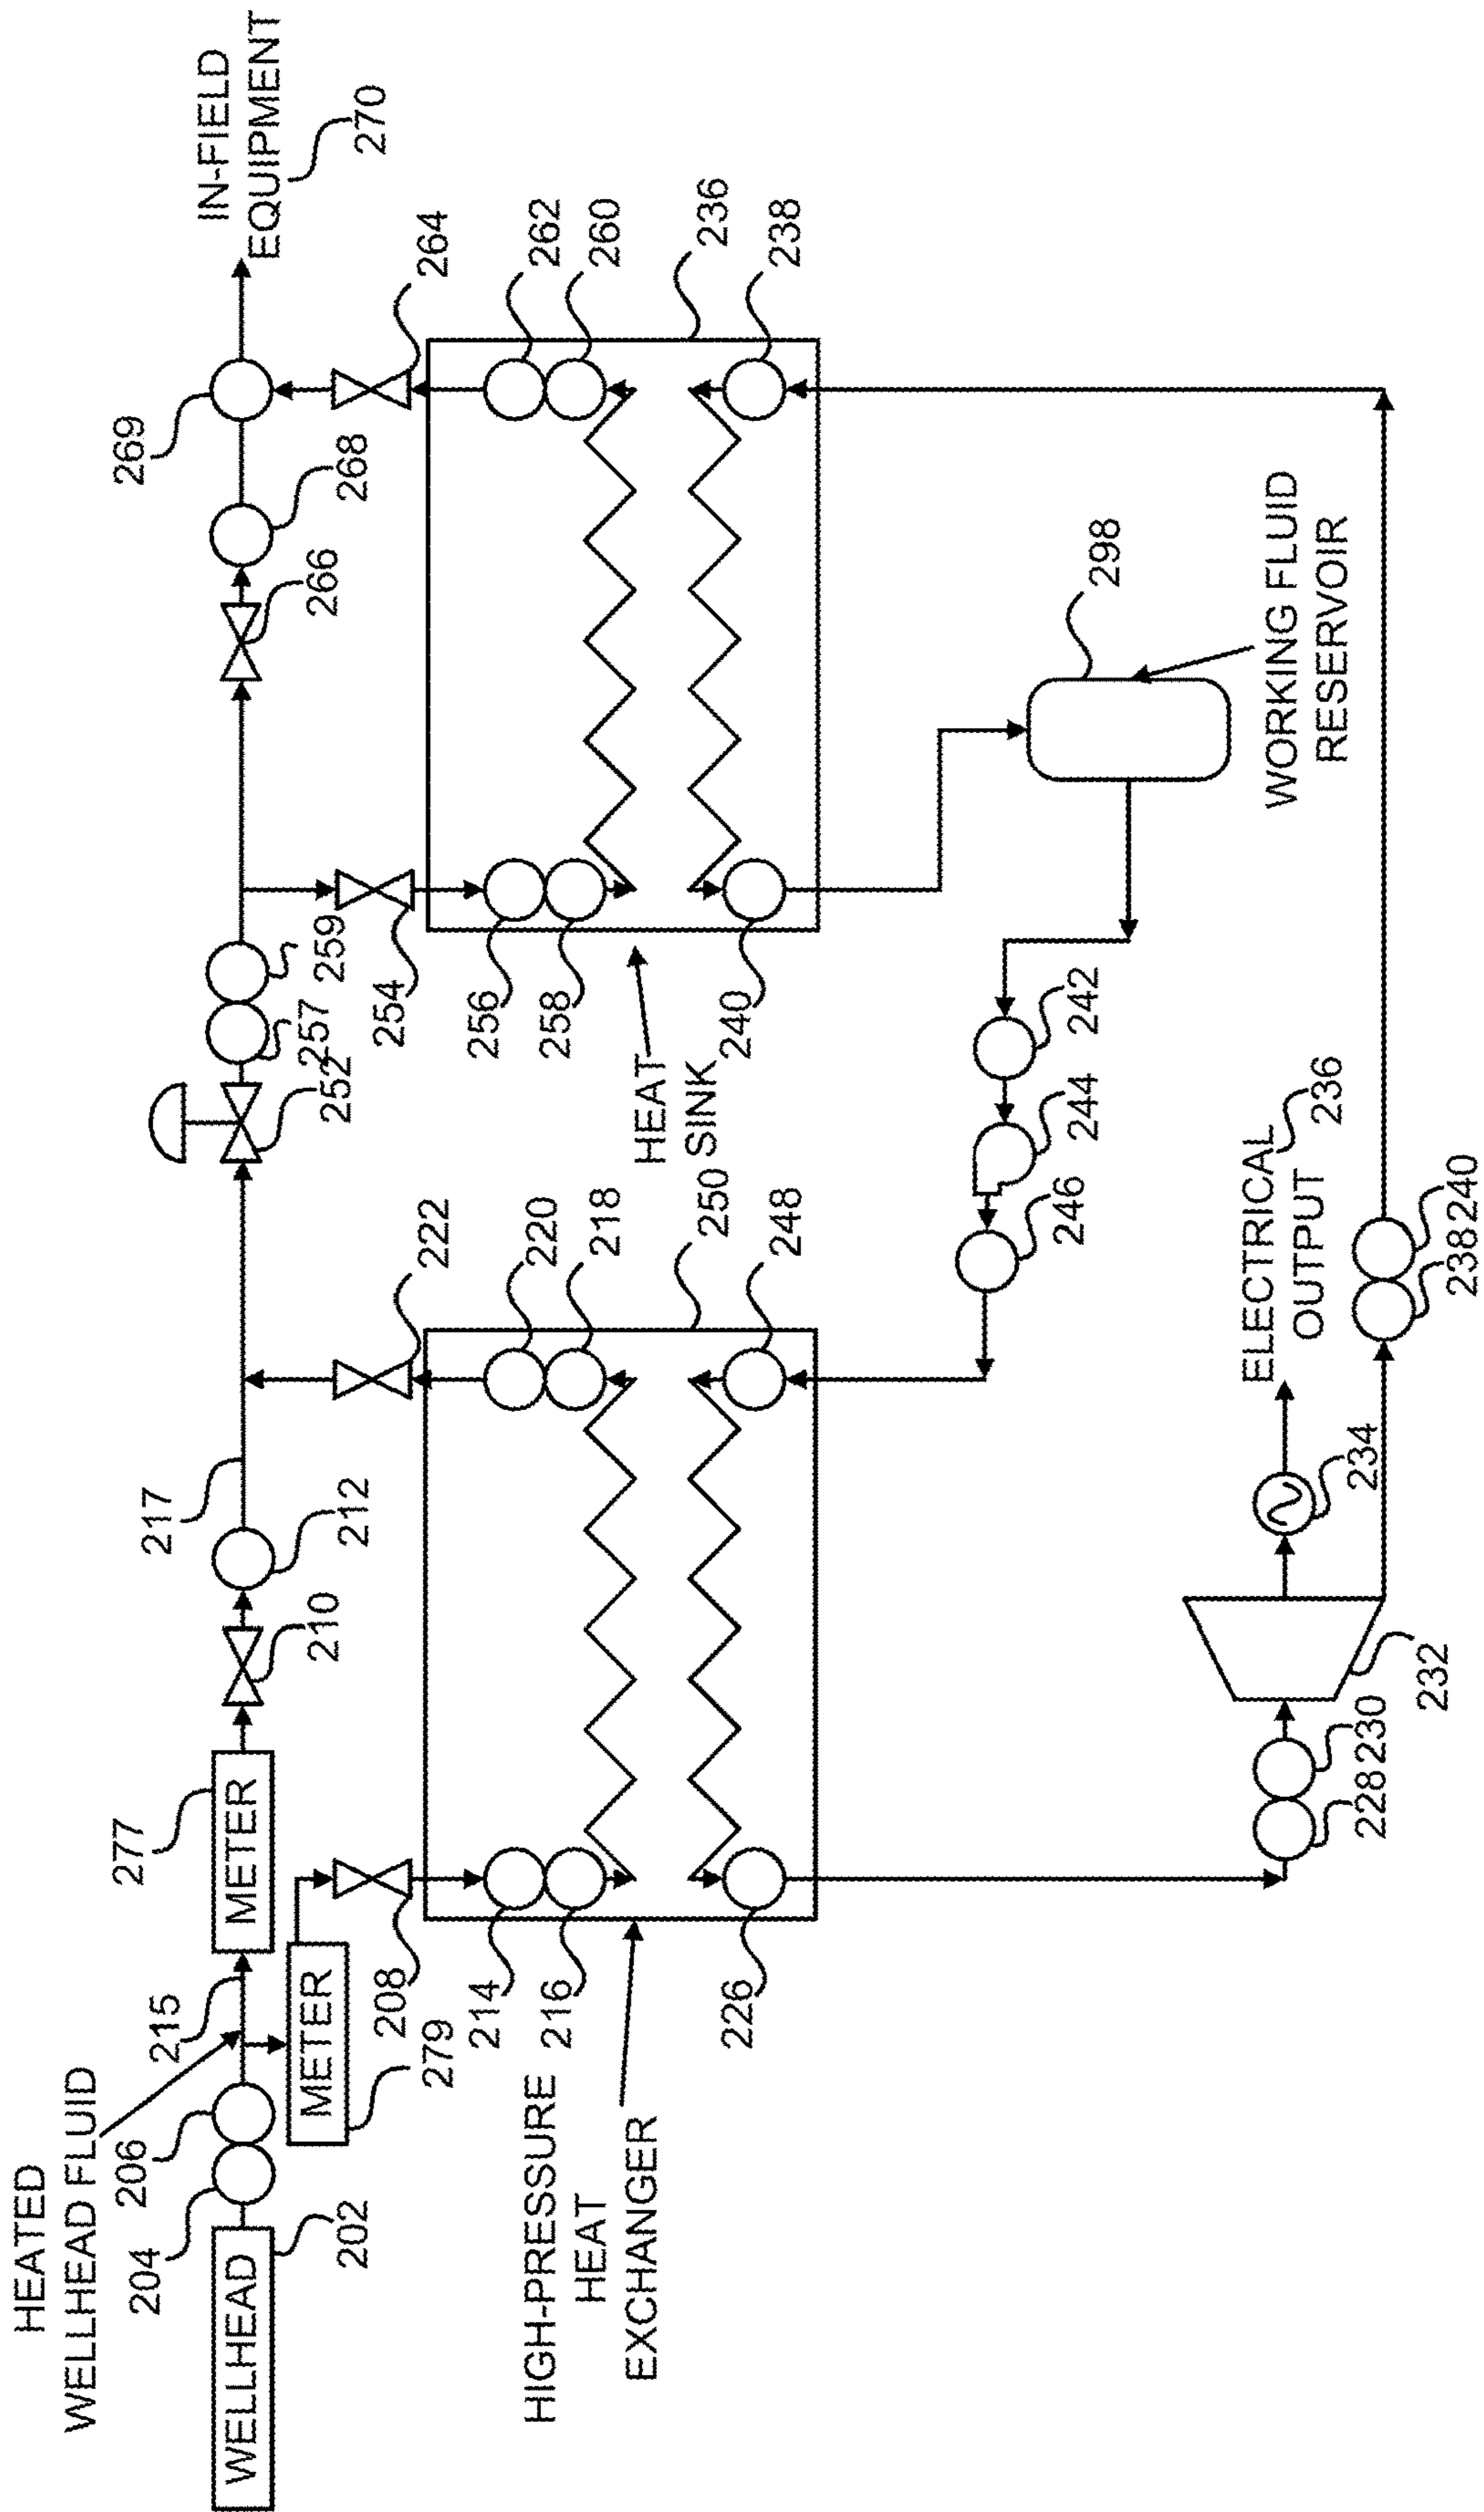 HEATED
WELLHEAD FLUID
WELLHEAD
202
204
206
215
METER
277
METER
279
210
212
217
208
214
216
226
HIGH-PRESSURE
HEAT
EXCHANGER
222
220
218
250
248
252
257
259
254
256
258
240
HEAT
SINK
266
268
269
264
262
260
236
238
IN-FIELD
EQUIPMENT
270
298
WORKING FLUID
RESERVOIR
242
244
246
228
230
232
234
ELECTRICAL
OUTPUT
236
238
240